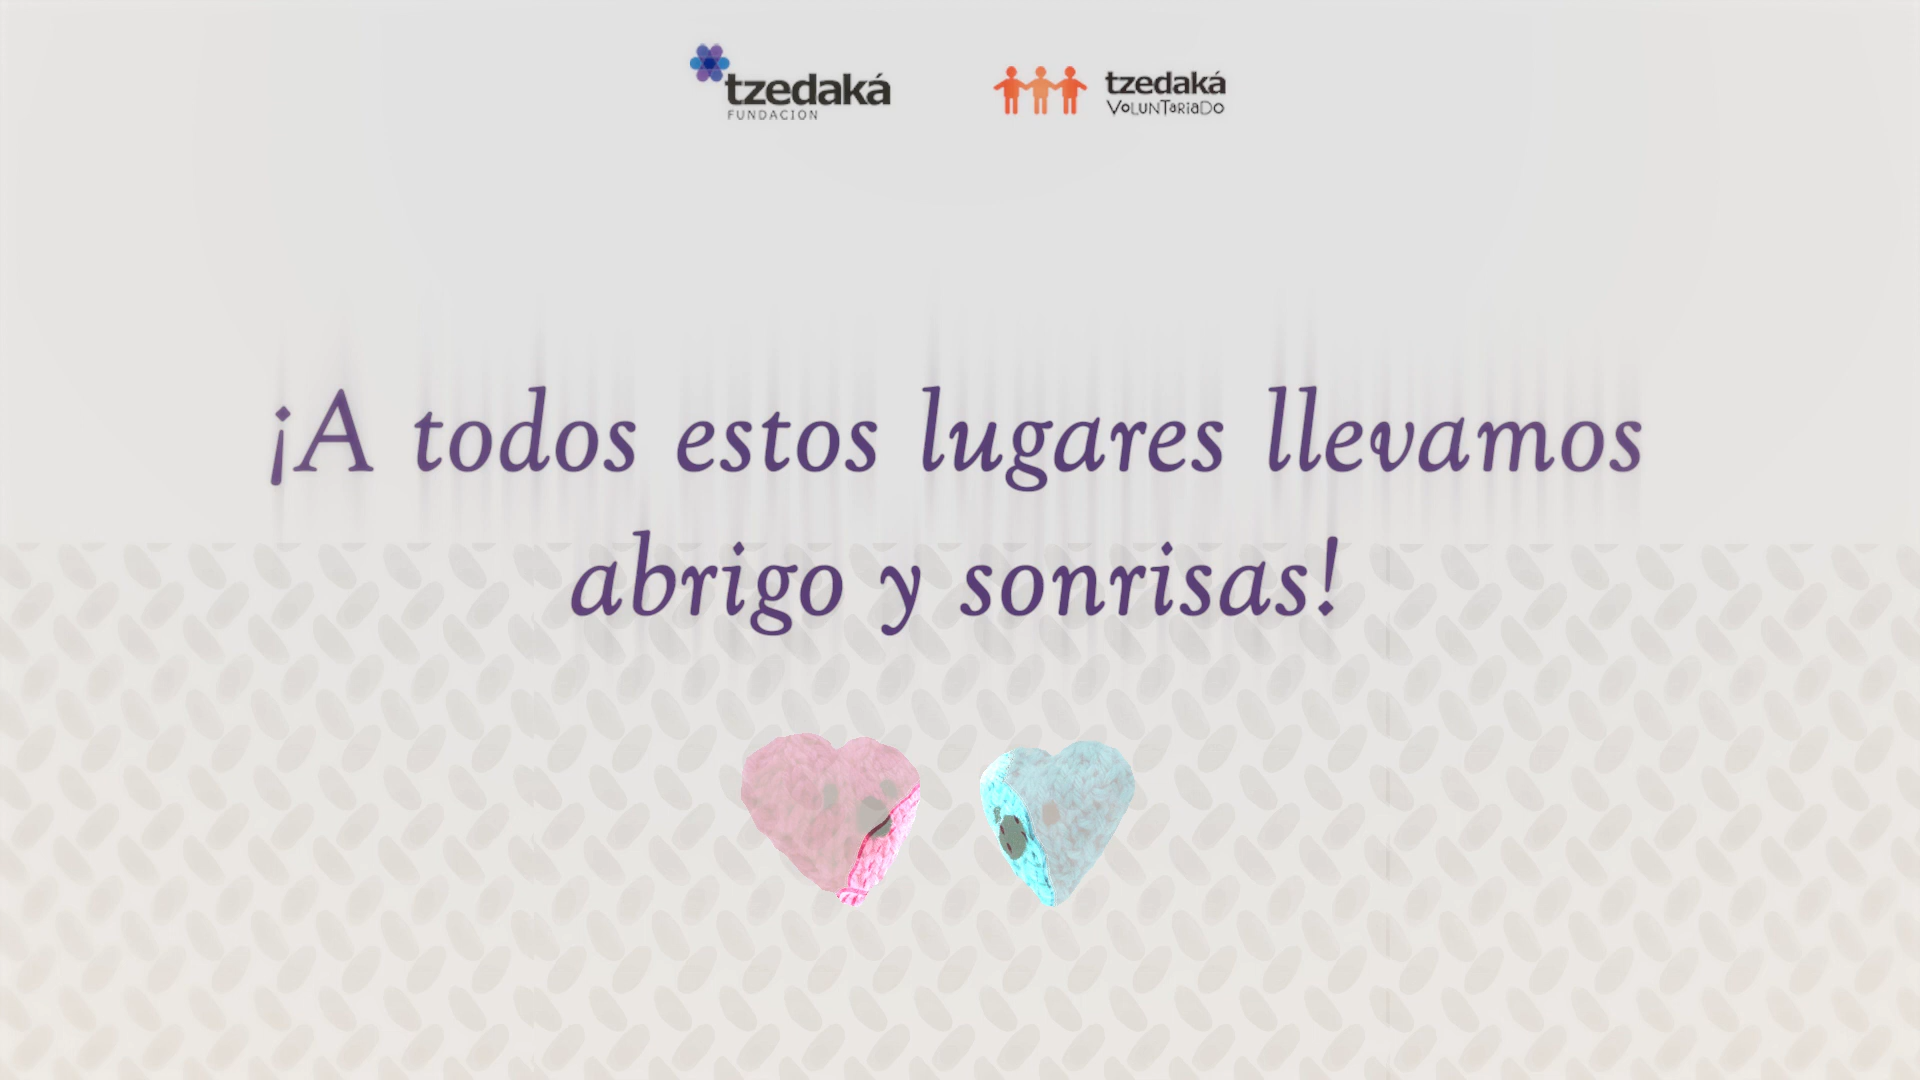 tzedaká
FUNDACION
tzedaká
VoLUNTariaDo
¡A todos estos lugares llevamos
abrigo y sonrisas!